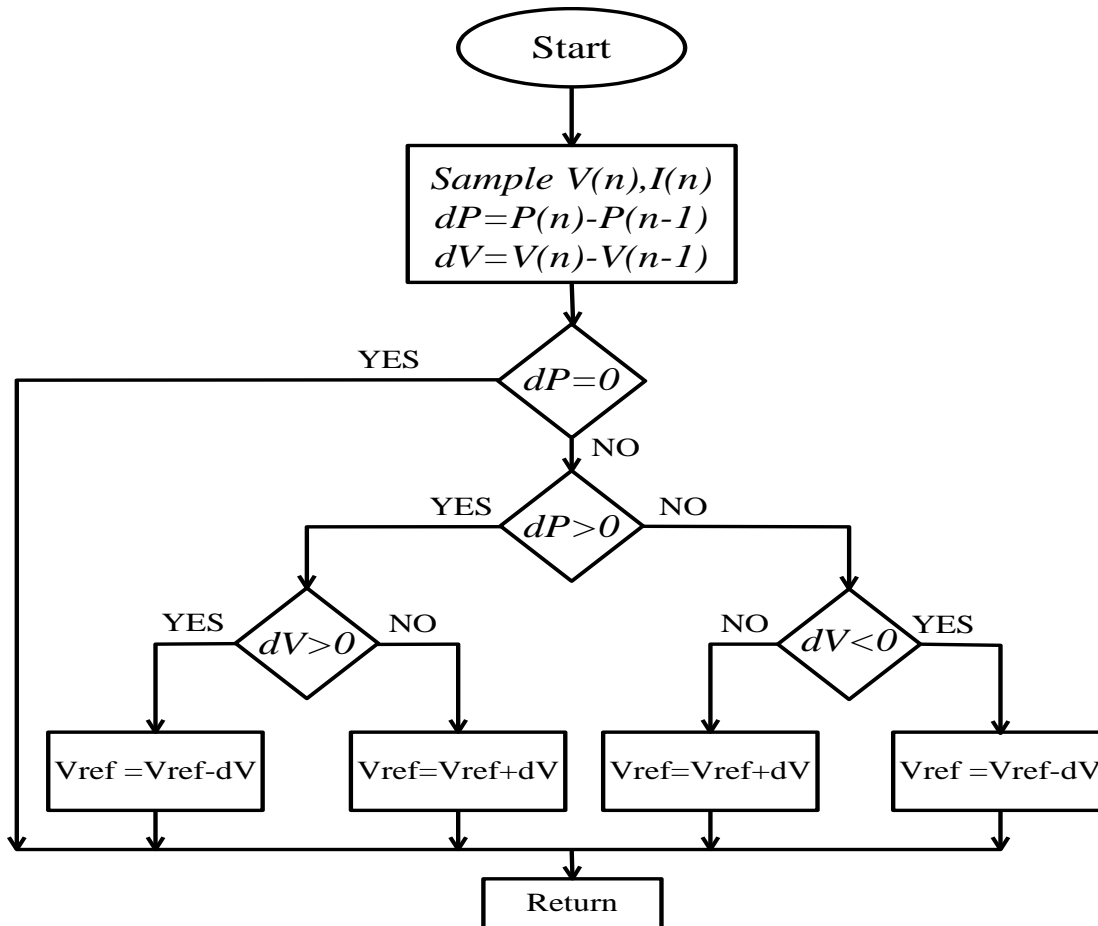 Start
Sample V(n),I(n)
dP=P(n)-P(n-1)
dV=V(n)-V(n-1)
YES
dP=0
NO
YES
dP>0
NO
YES
dV>0
NO
NO
dV<0
YES
Vref =Vref-dV
Vref=Vref+dV
Vref=Vref+dV
Vref =Vref-dV
Return